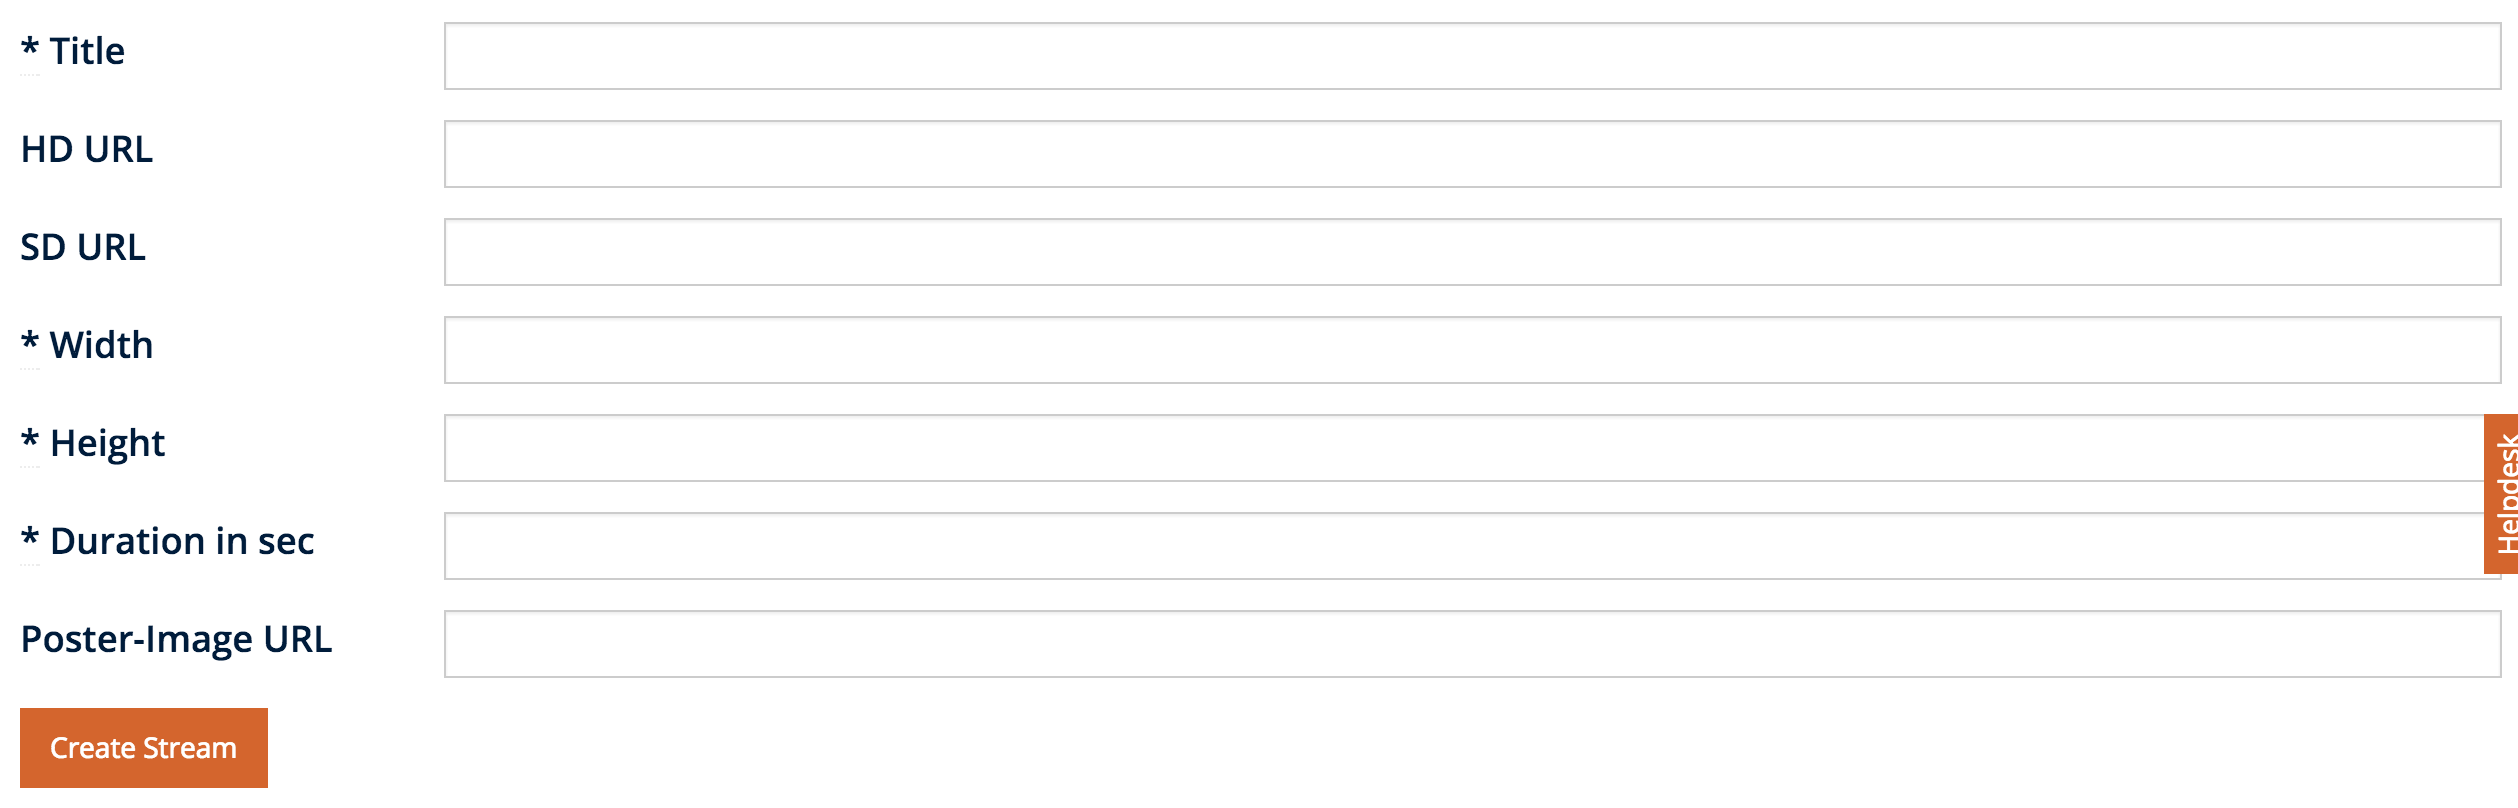 * Title
HD URL
SD URL
* Width
* Height
* Duration in sec
Poster-Image URL
Create Stream
Helpdesk